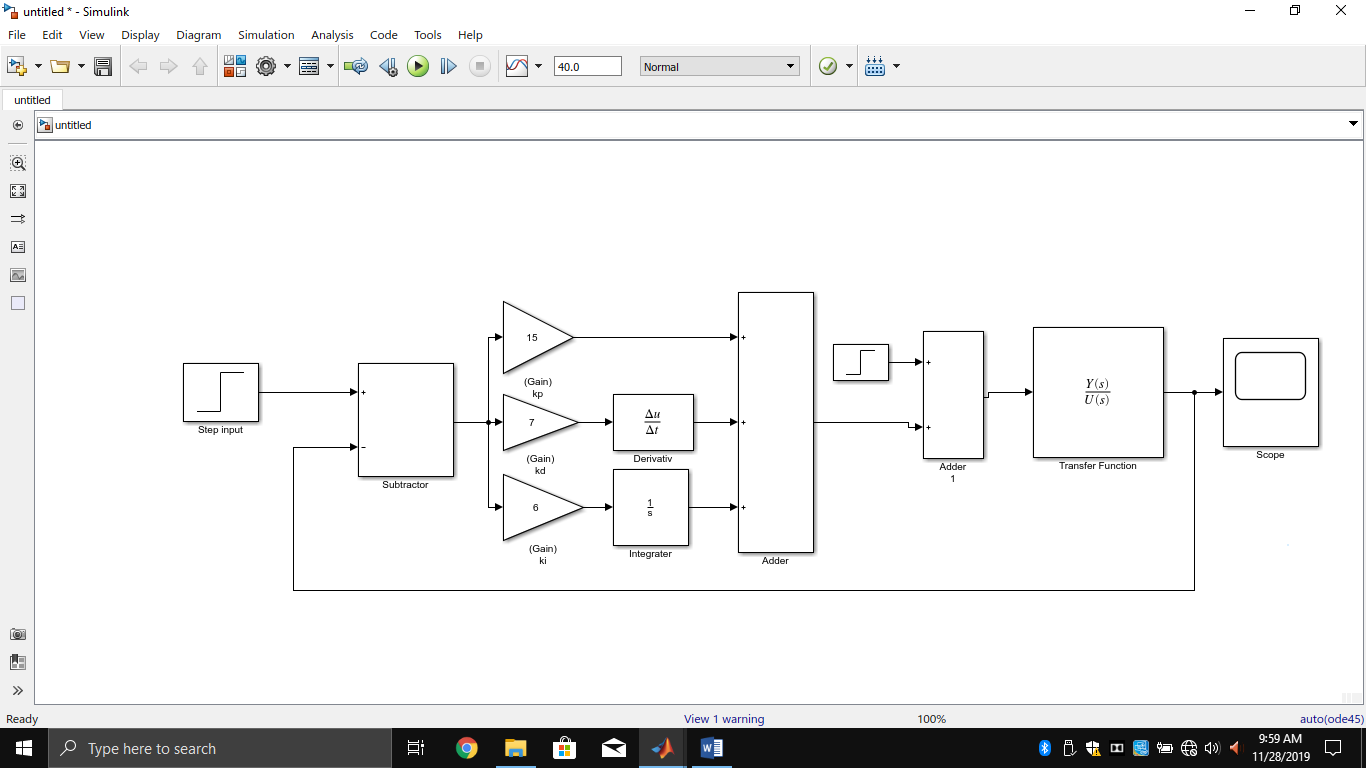 untitled * - Simulink
File Edit View Display Diagram Simulation Analysis Code Tools Help
40.0
Normal
untitled
untitled
Step input
+
−
Subtractor
15
(Gain)
kp
7
(Gain)
kd
6
(Gain)
ki
Δu
Δt
Derivativ
1
s
Integrater
+
+
+
Adder
+
+
Adder
1
Y(s)
U(s)
Transfer Function
Scope
Ready
View 1 warning
100%
auto(ode45)
Type here to search
9:59 AM
11/28/2019